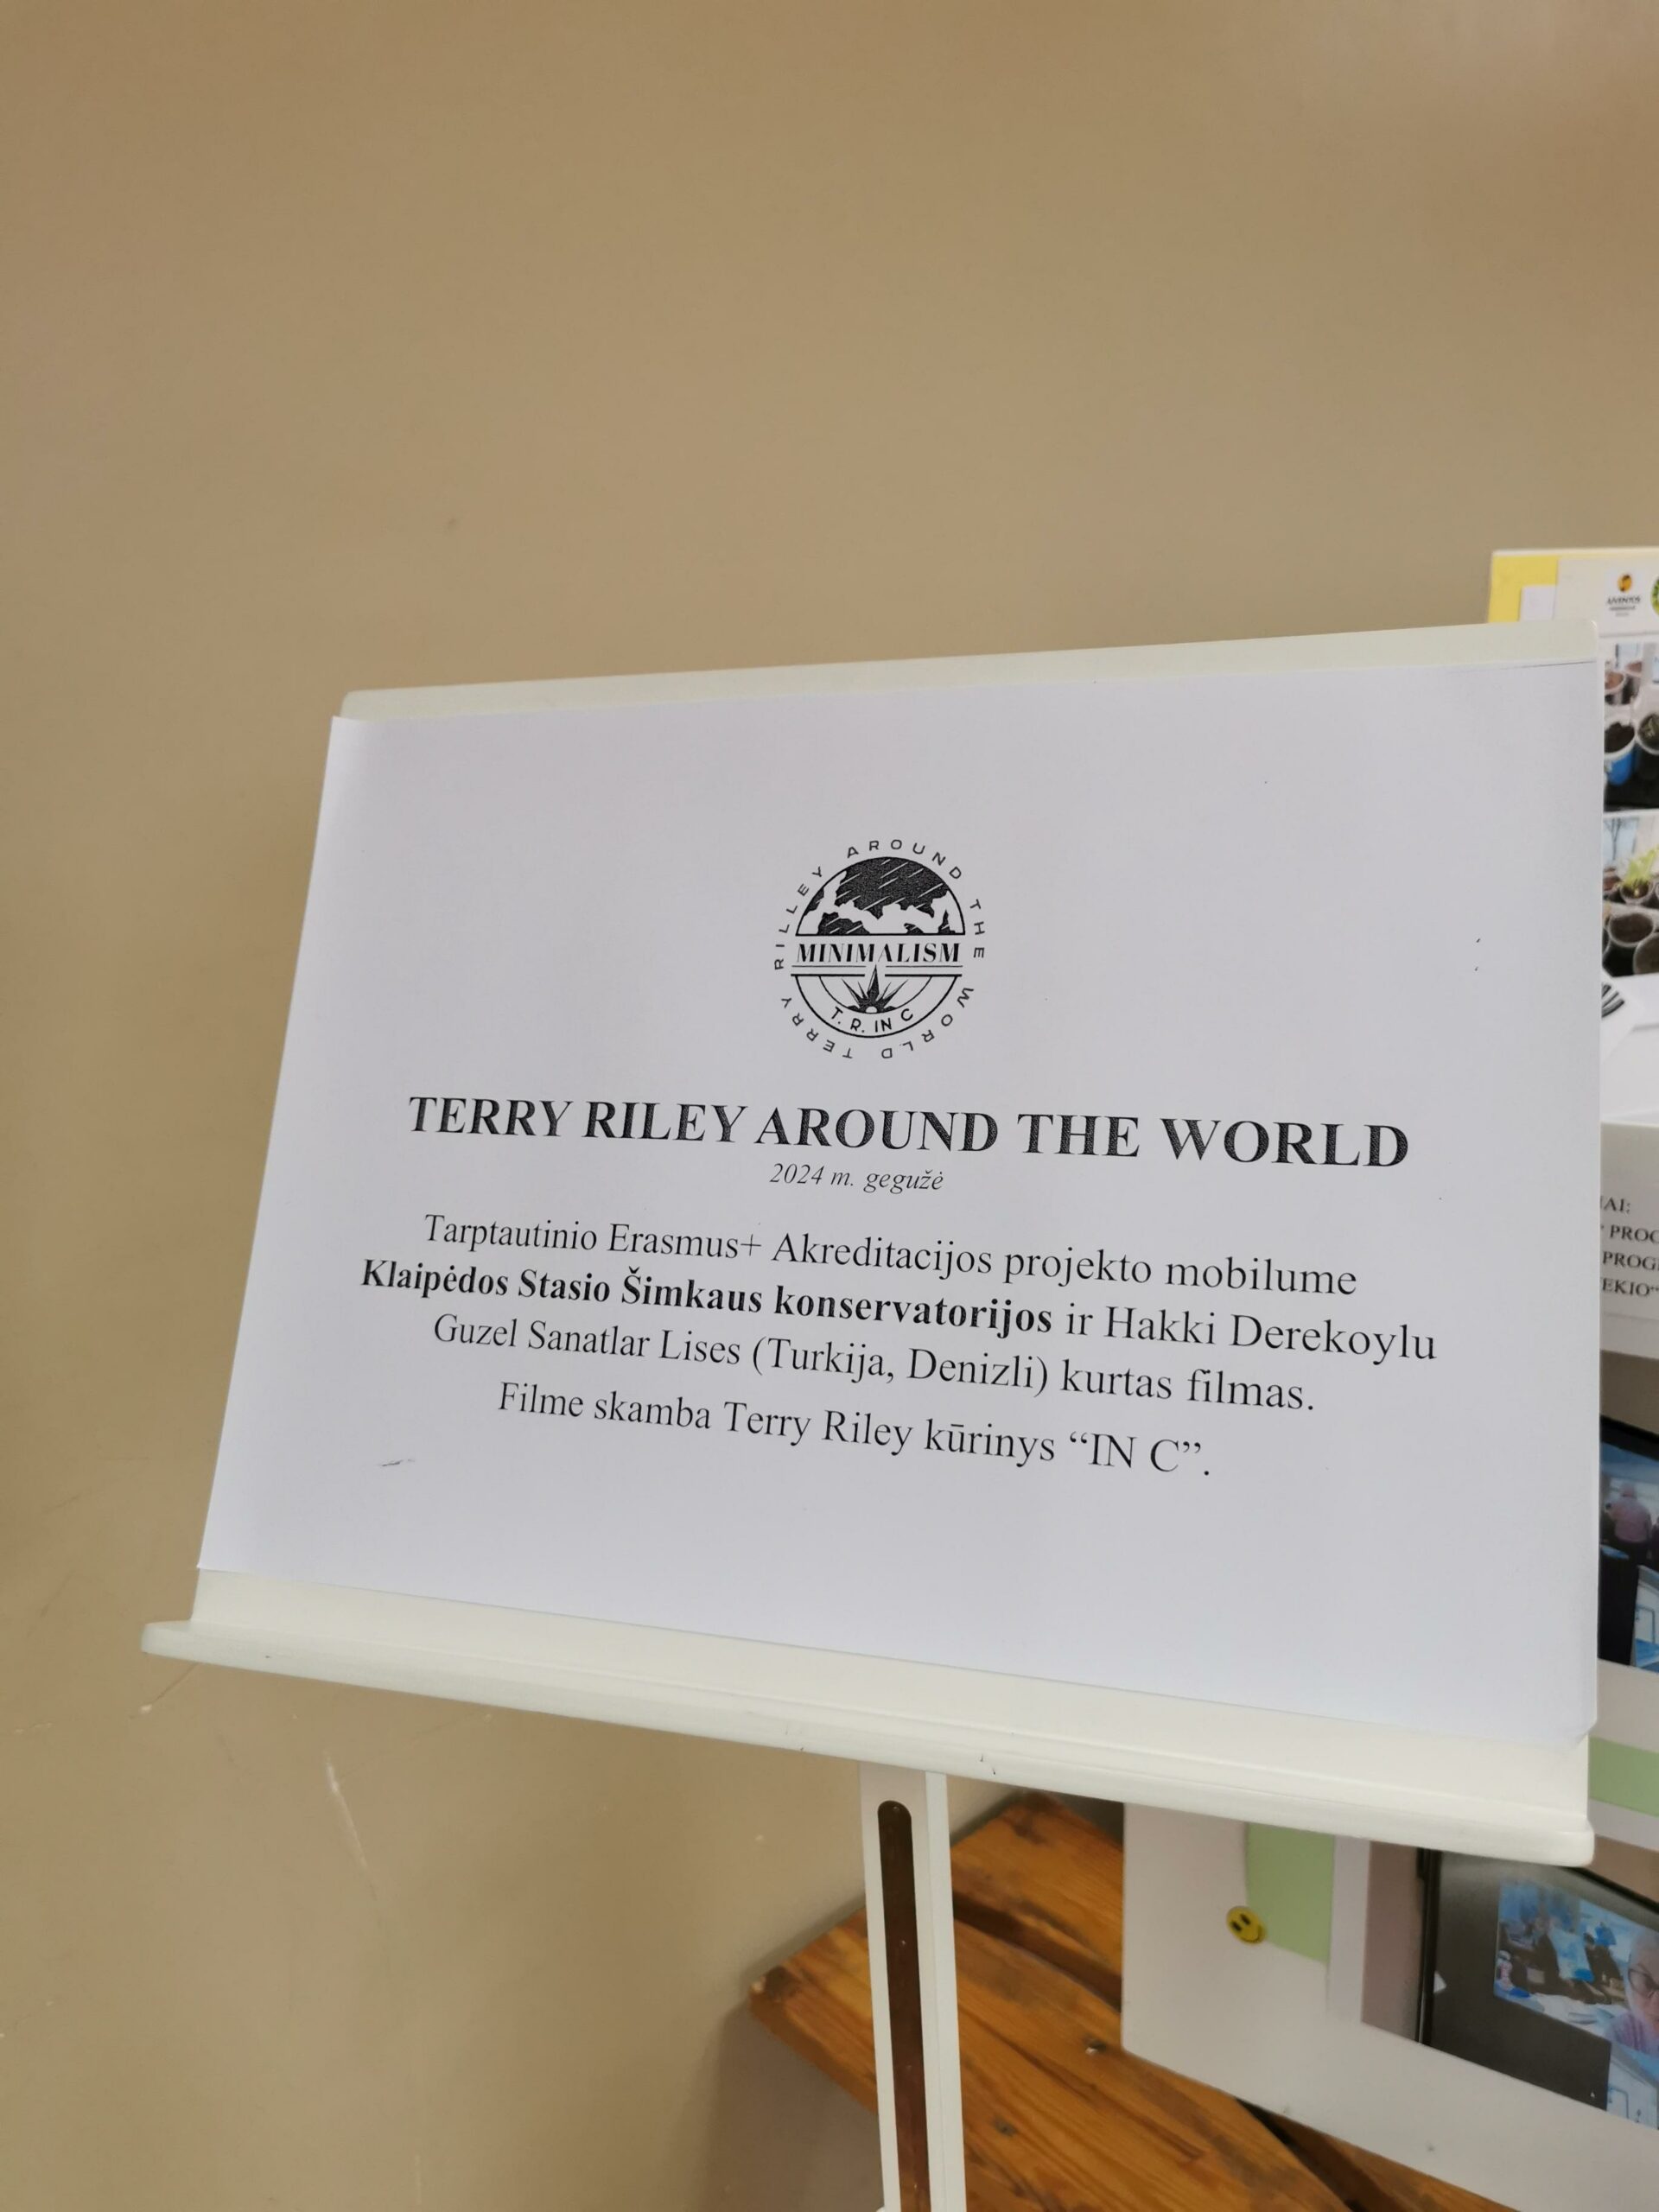 TERRY RILLEY AROUND THE WORLD
MINIMALISM
T. R. IN C
TERRY RILEY AROUND THE WORLD
2024 m. gegužė
Tarptautinio Erasmus+ Akreditacijos projekto mobilume
Klaipėdos Stasio Šimkaus konservatorijos ir Hakki Derekoylu
Guzel Sanatlar Lises (Turkija, Denizli) kurtas filmas.
Filme skamba Terry Riley kūrinys “IN C”.